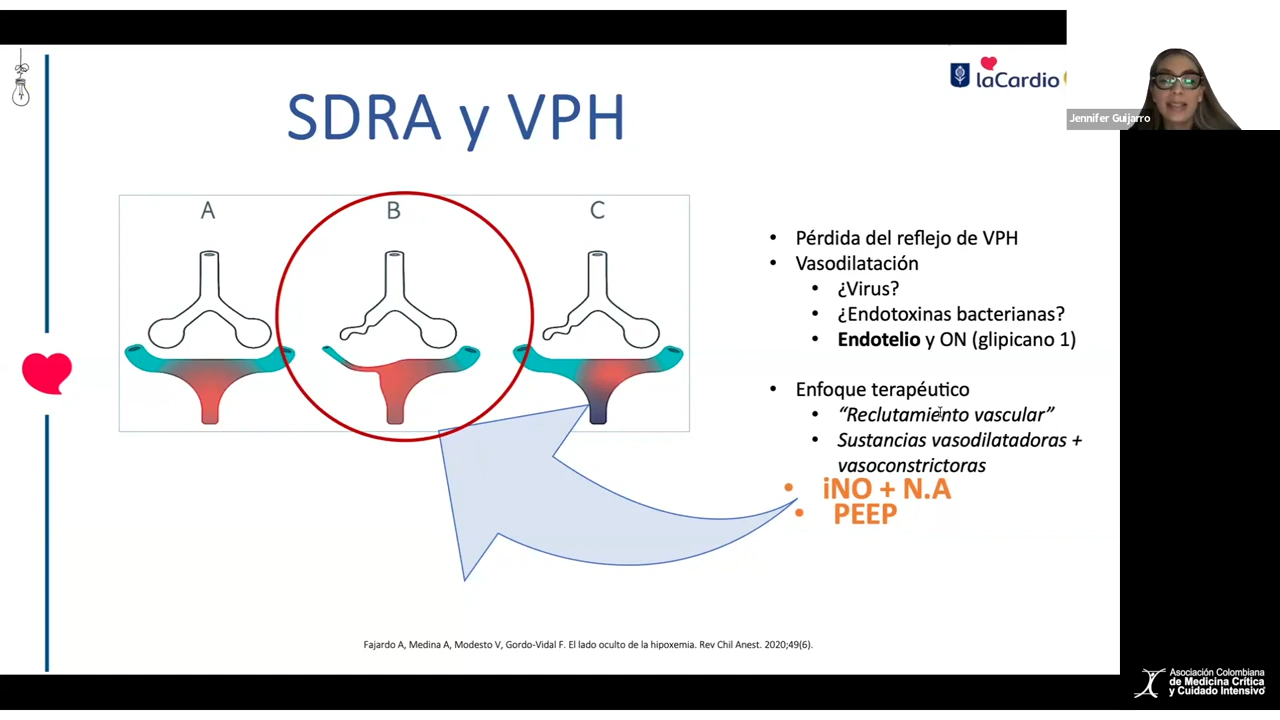 laCardio
Jennifer Guijarro
SDRA y VPH
A
B
C
• Pérdida del reflejo de VPH
• Vasodilatación
• ¿Virus?
• ¿Endotoxinas bacterianas?
• Endotelio y ON (glipicano 1)
• Enfoque terapéutico
• “Reclutamiento vascular”
• Sustancias vasodilatadoras +
vasoconstrictoras
• iNO + N.A
• PEEP
Fajardo A, Medina A, Modesto V, Gordo-Vidal F. El lado oculto de la hipoxemia. Rev Chil Anest. 2020;49(6).
Asociación Colombiana
de Medicina Crítica
y Cuidado Intensivo